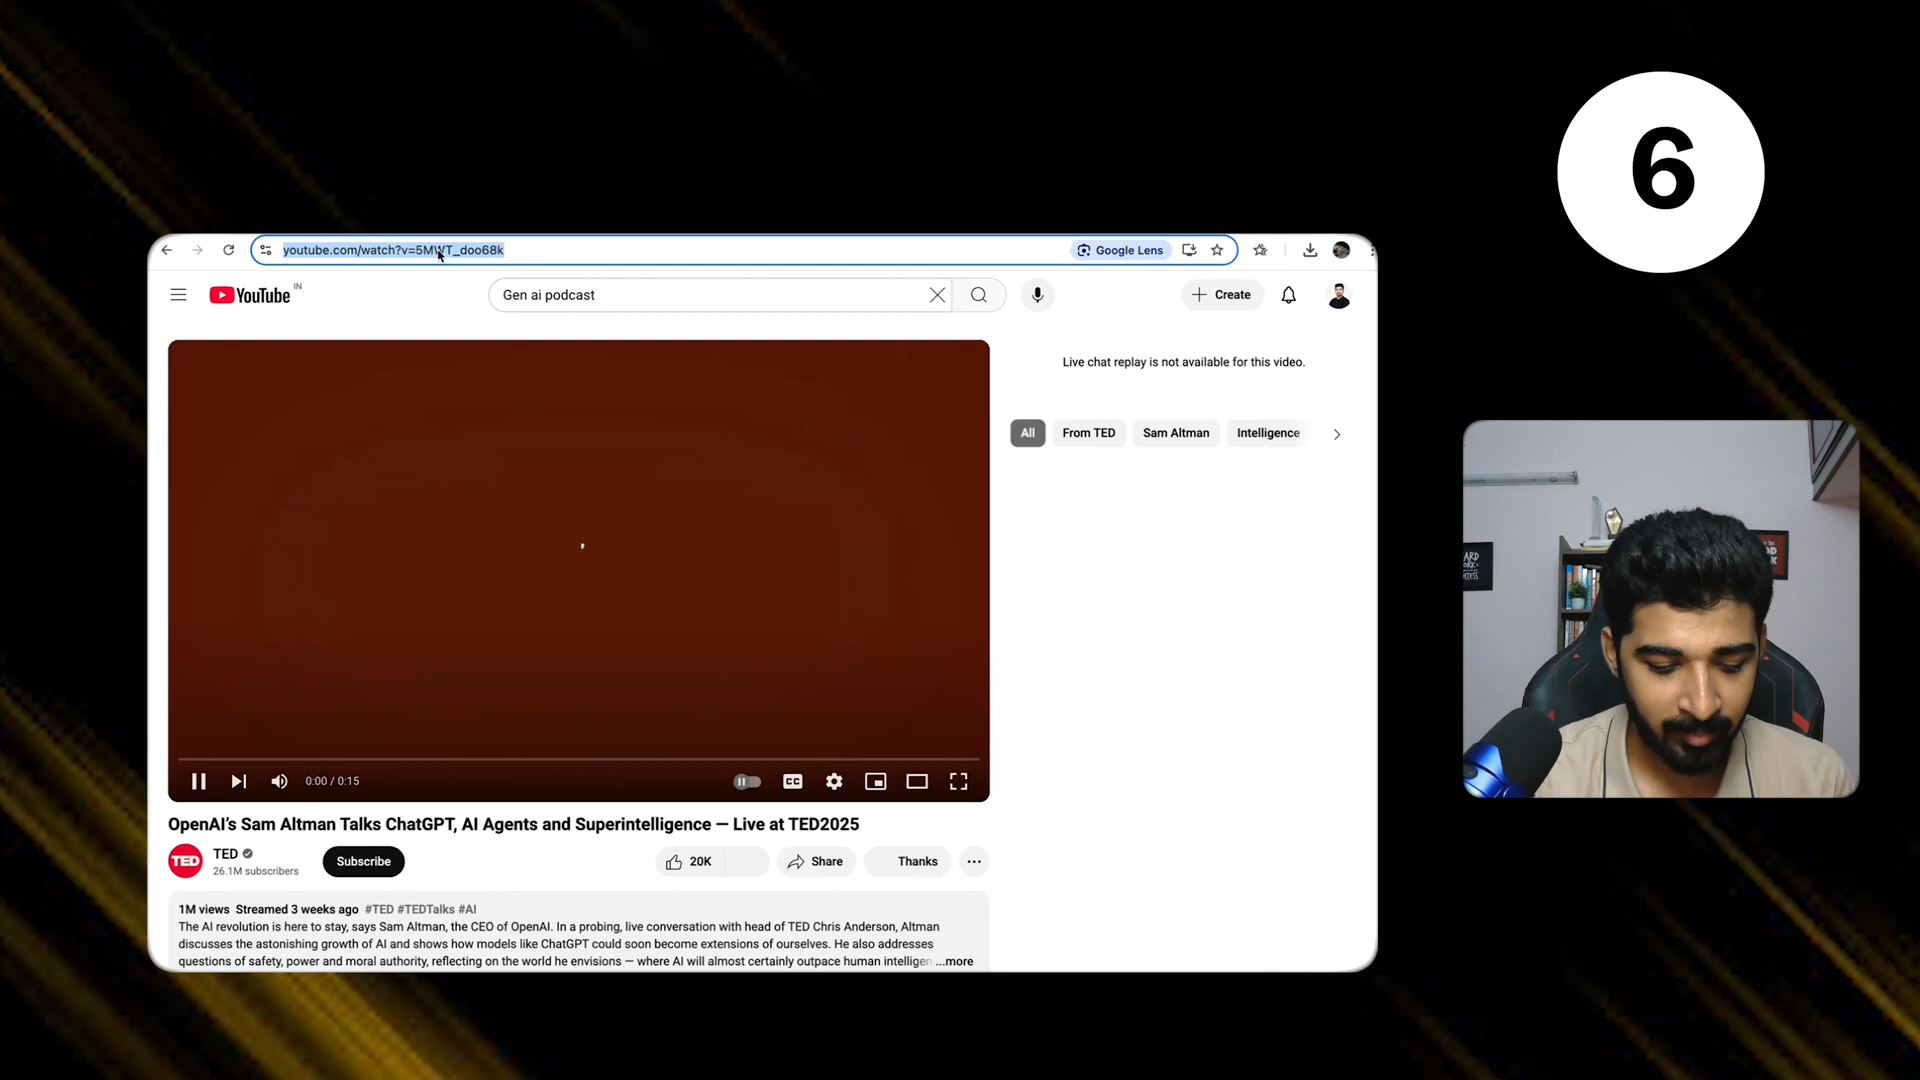 6
youtube.com/watch?v=5MWT_doo68k
Google Lens
YouTube IN
Gen ai podcast
Create
Live chat replay is not available for this video.
All
From TED
Sam Altman
Intelligence
0:00 / 0:15
CC
OpenAI's Sam Altman Talks ChatGPT, AI Agents and Superintelligence — Live at TED2025
TED
TED
26.1M subscribers
Subscribe
20K
Share
Thanks
1M views Streamed 3 weeks ago #TED #TEDTalks #AI
The AI revolution is here to stay, says Sam Altman, the CEO of OpenAI. In a probing, live conversation with head of TED Chris Anderson, Altman
discusses the astonishing growth of AI and shows how models like ChatGPT could soon become extensions of ourselves. He also addresses
questions of safety, power and moral authority, reflecting on the world he envisions — where AI will almost certainly outpace human intelligen ...more